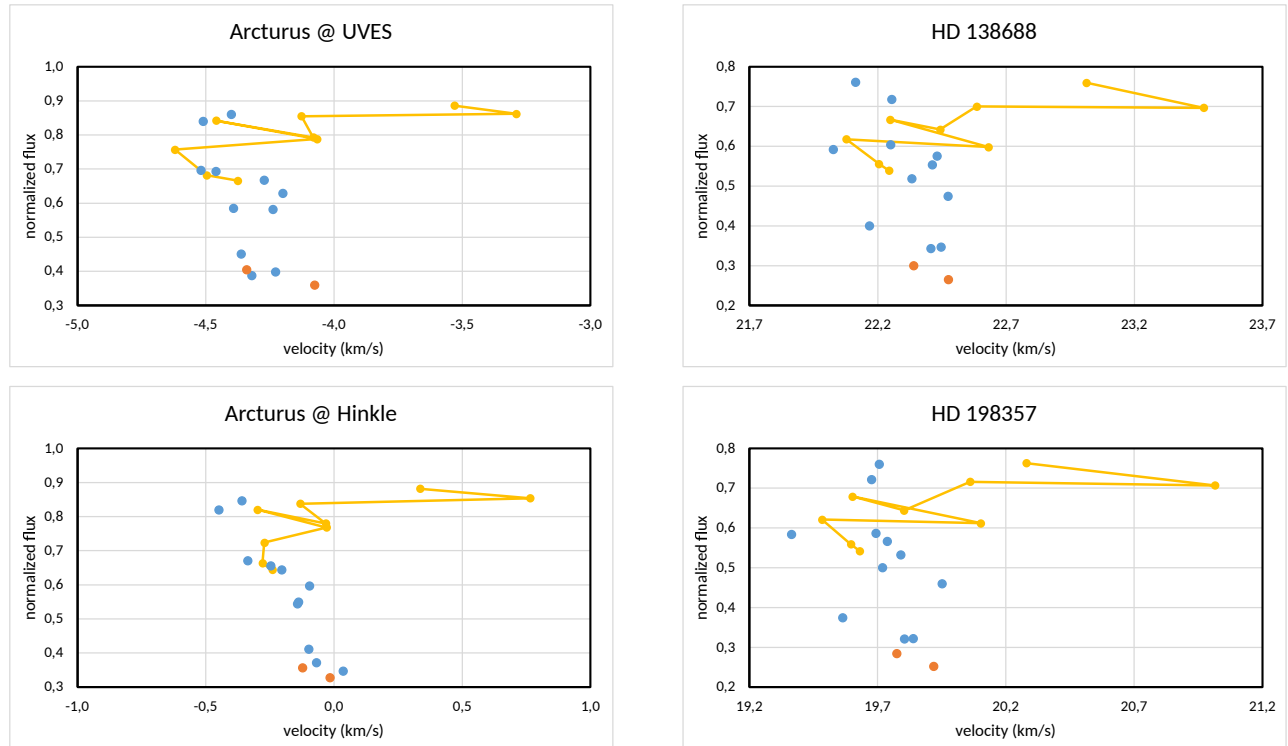 Arcturus @ UVES
1,0
0,9
0,8
0,7
0,6
0,5
0,4
0,3
normalized flux
-5,0 -4,5 -4,0 -3,5 -3,0
velocity (km/s)
HD 138688
0,8
0,7
0,6
0,5
0,4
0,3
0,2
normalized flux
21,7 22,2 22,7 23,2 23,7
velocity (km/s)
Arcturus @ Hinkle
1,0
0,9
0,8
0,7
0,6
0,5
0,4
0,3
normalized flux
-1,0 -0,5 0,0 0,5 1,0
velocity (km/s)
HD 198357
0,8
0,7
0,6
0,5
0,4
0,3
0,2
normalized flux
19,2 19,7 20,2 20,7 21,2
velocity (km/s)